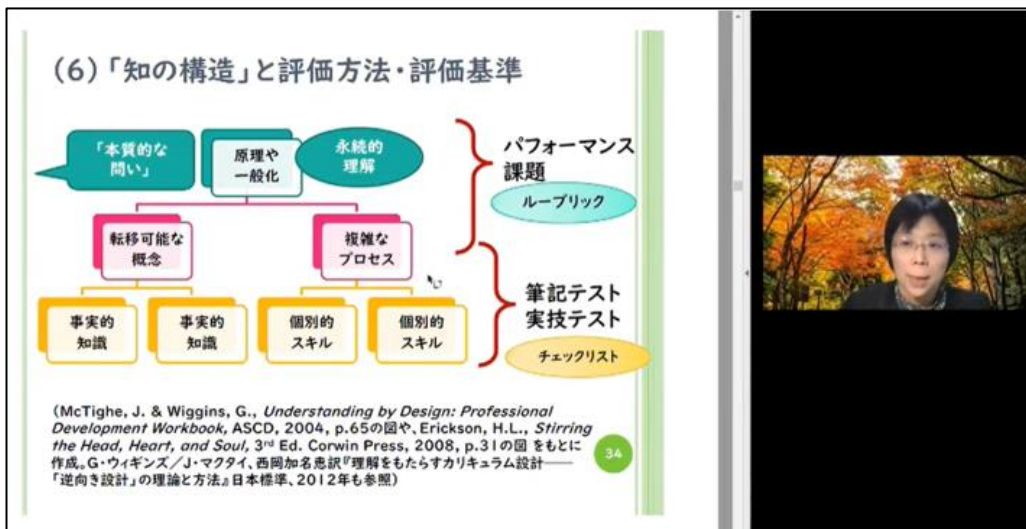 (6)「知の構造」と評価方法・評価基準
「本質的な
問い」
原理や
一般化
永続的
理解
パフォーマンス
課題
ルーブリック
転移可能な
概念
複雑な
プロセス
事実的
知識
事実的
知識
個別的
スキル
個別的
スキル
筆記テスト
実技テスト
チェックリスト
(McTighe, J. & Wiggins, G., Understanding by Design: Professional
Development Workbook, ASCD, 2004, p.65の図や、Erickson, H.L., Stirring
the Head, Heart, and Soul, 3rd Ed. Corwin Press, 2008, p.31の図 をもとに
作成。G・ウィギンズ/J・マクタイ、西岡加名恵訳『理解をもたらすカリキュラム設計——
「逆向き設計」の理論と方法』日本標準、2012年も参照)
34